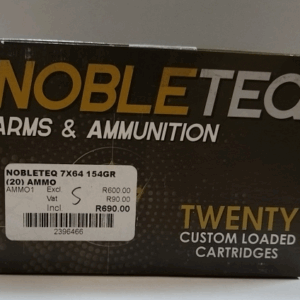 NOBLETEQ
ARMS & AMMUNITION
NOBLETEQ 7X64 154GR
(20) AMMO
AMMO1 Excl R600.00
Vat S R90.00
Incl R690.00
2396466
TWENTY
CUSTOM LOADED
CARTRIDGES